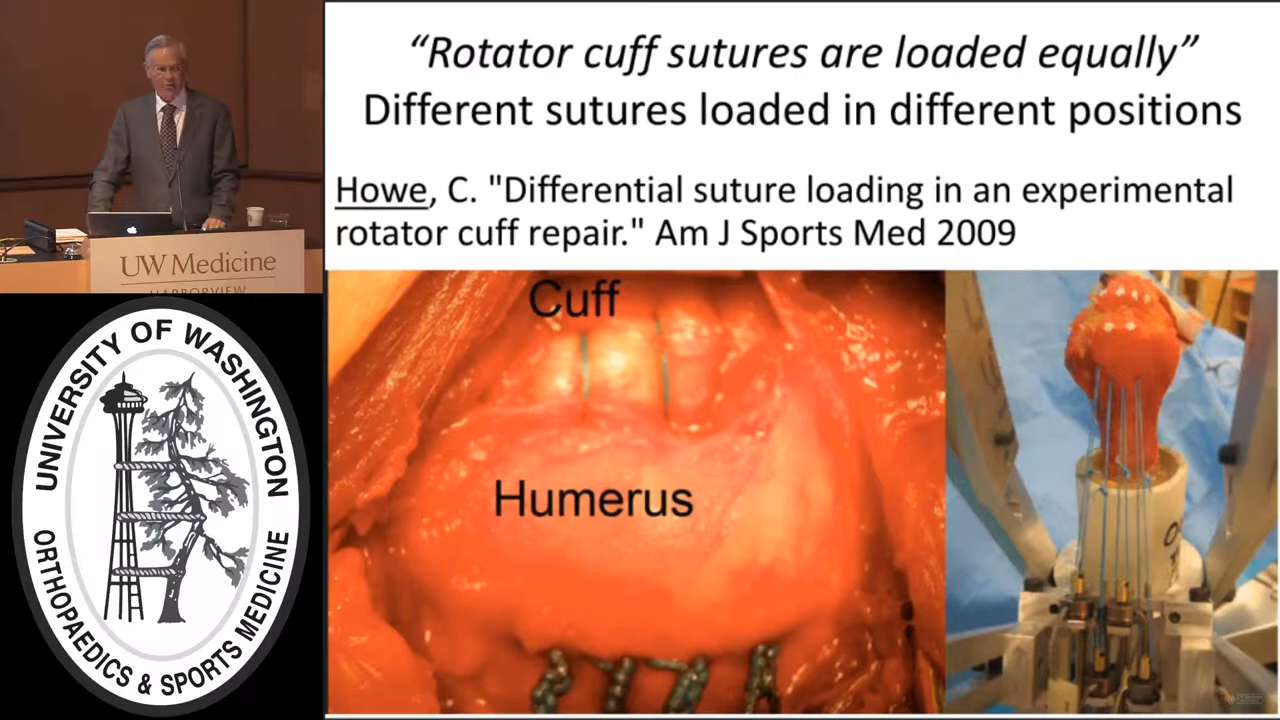 “Rotator cuff sutures are loaded equally”
Different sutures loaded in different positions
Howe, C. "Differential suture loading in an experimental
rotator cuff repair." Am J Sports Med 2009
Cuff
Humerus
UW Medicine
HARBORVIEW
UNIVERSITY OF WASHINGTON
ORTHOPAEDICS & SPORTS MEDICINE